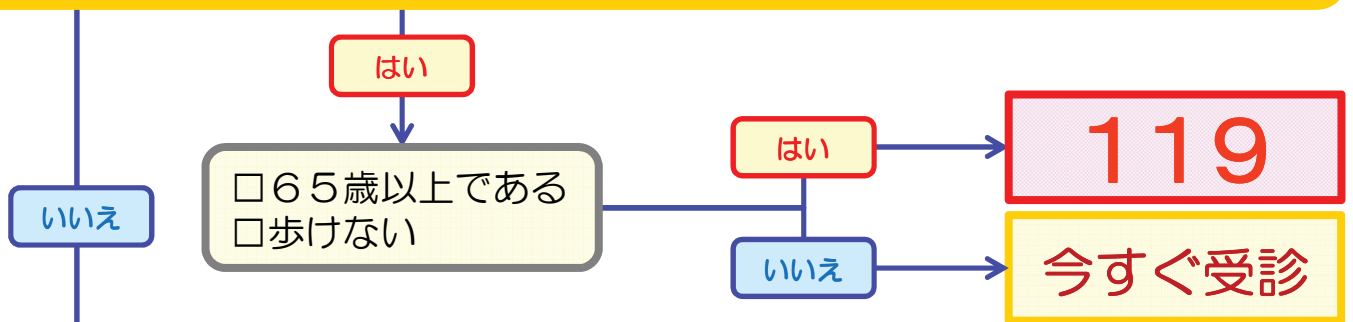 はい
□６５歳以上である
□歩けない
いいえ
はい
１１９
いいえ
今すぐ受診